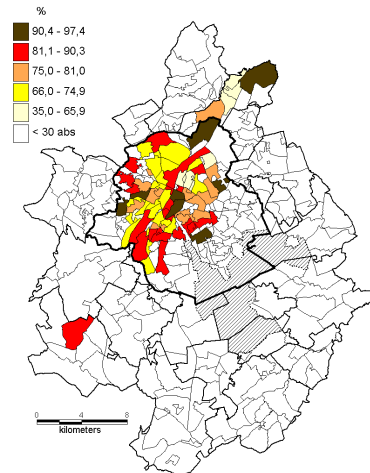 %
90,4 - 97,4
81,1 - 90,3
75,0 - 81,0
66,0 - 74,9
35,0 - 65,9
< 30 abs
0 4 8
kilometers